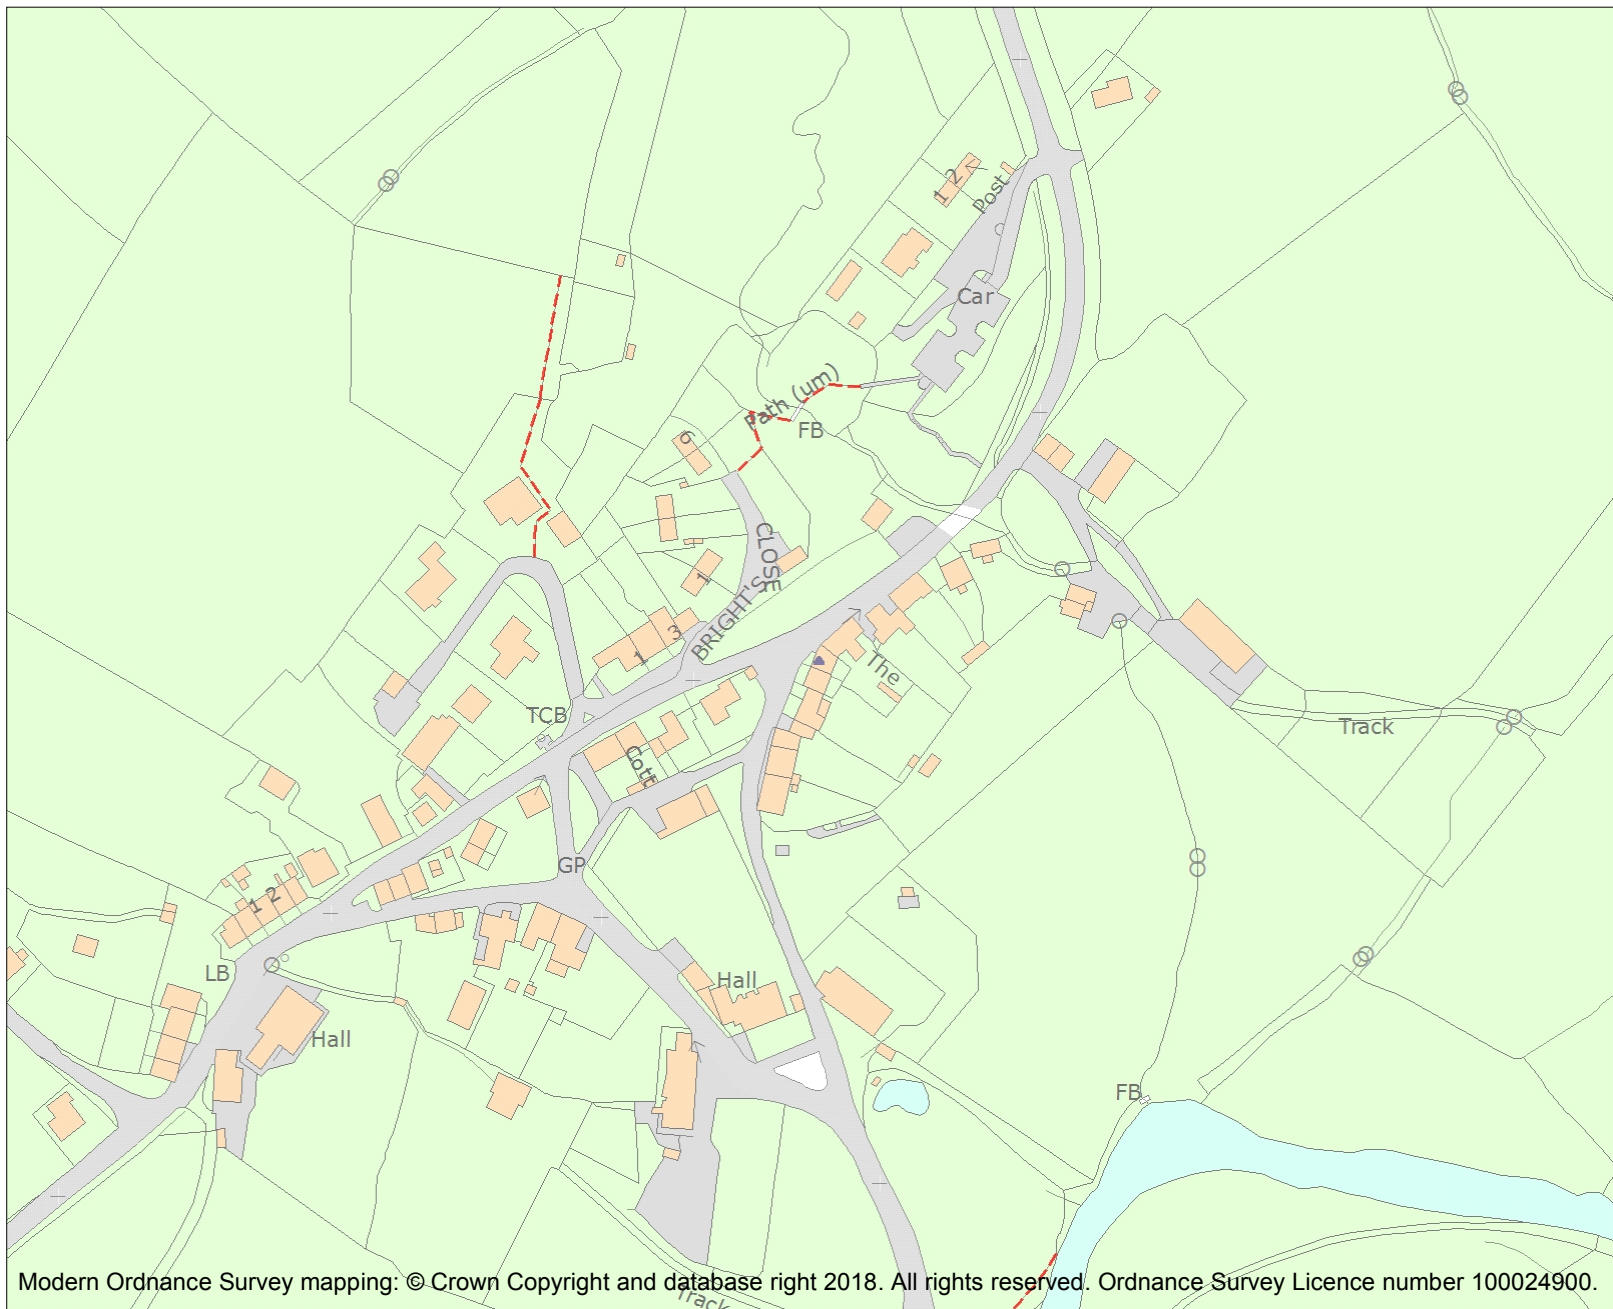 1 2
Post
Car
Path (um)
FB
6
CLOSE
1
BRIGHT'S
3
1
The
TCB
Cott
Track
GP
1 2
LB
Hall
Hall
FB
Track
Modern Ordnance Survey mapping: © Crown Copyright and database right 2018. All rights reserved. Ordnance Survey Licence number 100024900.